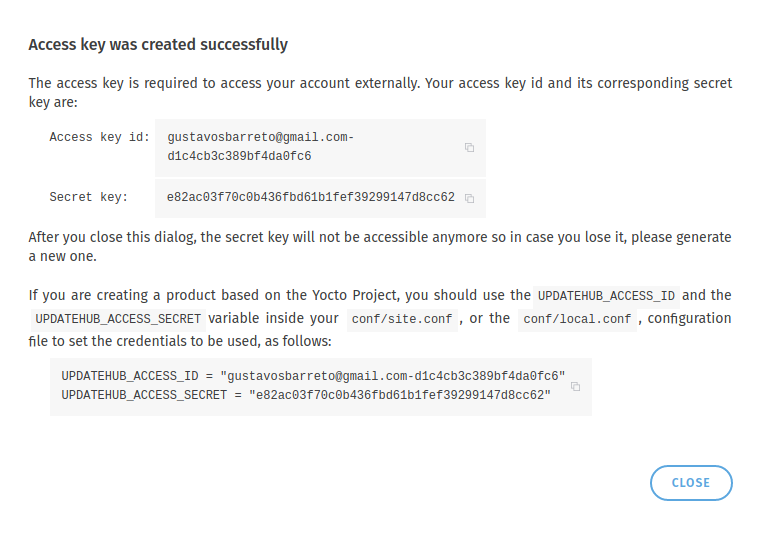 Access key was created successfully
The access key is required to access your account externally. Your access key id and its corresponding secret
key are:
Access key id: gustavosbarreto@gmail.com-
d1c4cb3c389bf4da0fc6
Secret key: e82ac03f70c0b436fbd61b1fef39299147d8cc62
After you close this dialog, the secret key will not be accessible anymore so in case you lose it, please generate
a new one.
If you are creating a product based on the Yocto Project, you should use the UPDATEHUB_ACCESS_ID and the
UPDATEHUB_ACCESS_SECRET variable inside your conf/site.conf , or the conf/local.conf , configuration
file to set the credentials to be used, as follows:
UPDATEHUB_ACCESS_ID = "gustavosbarreto@gmail.com-d1c4cb3c389bf4da0fc6"
UPDATEHUB_ACCESS_SECRET = "e82ac03f70c0b436fbd61b1fef39299147d8cc62"
CLOSE